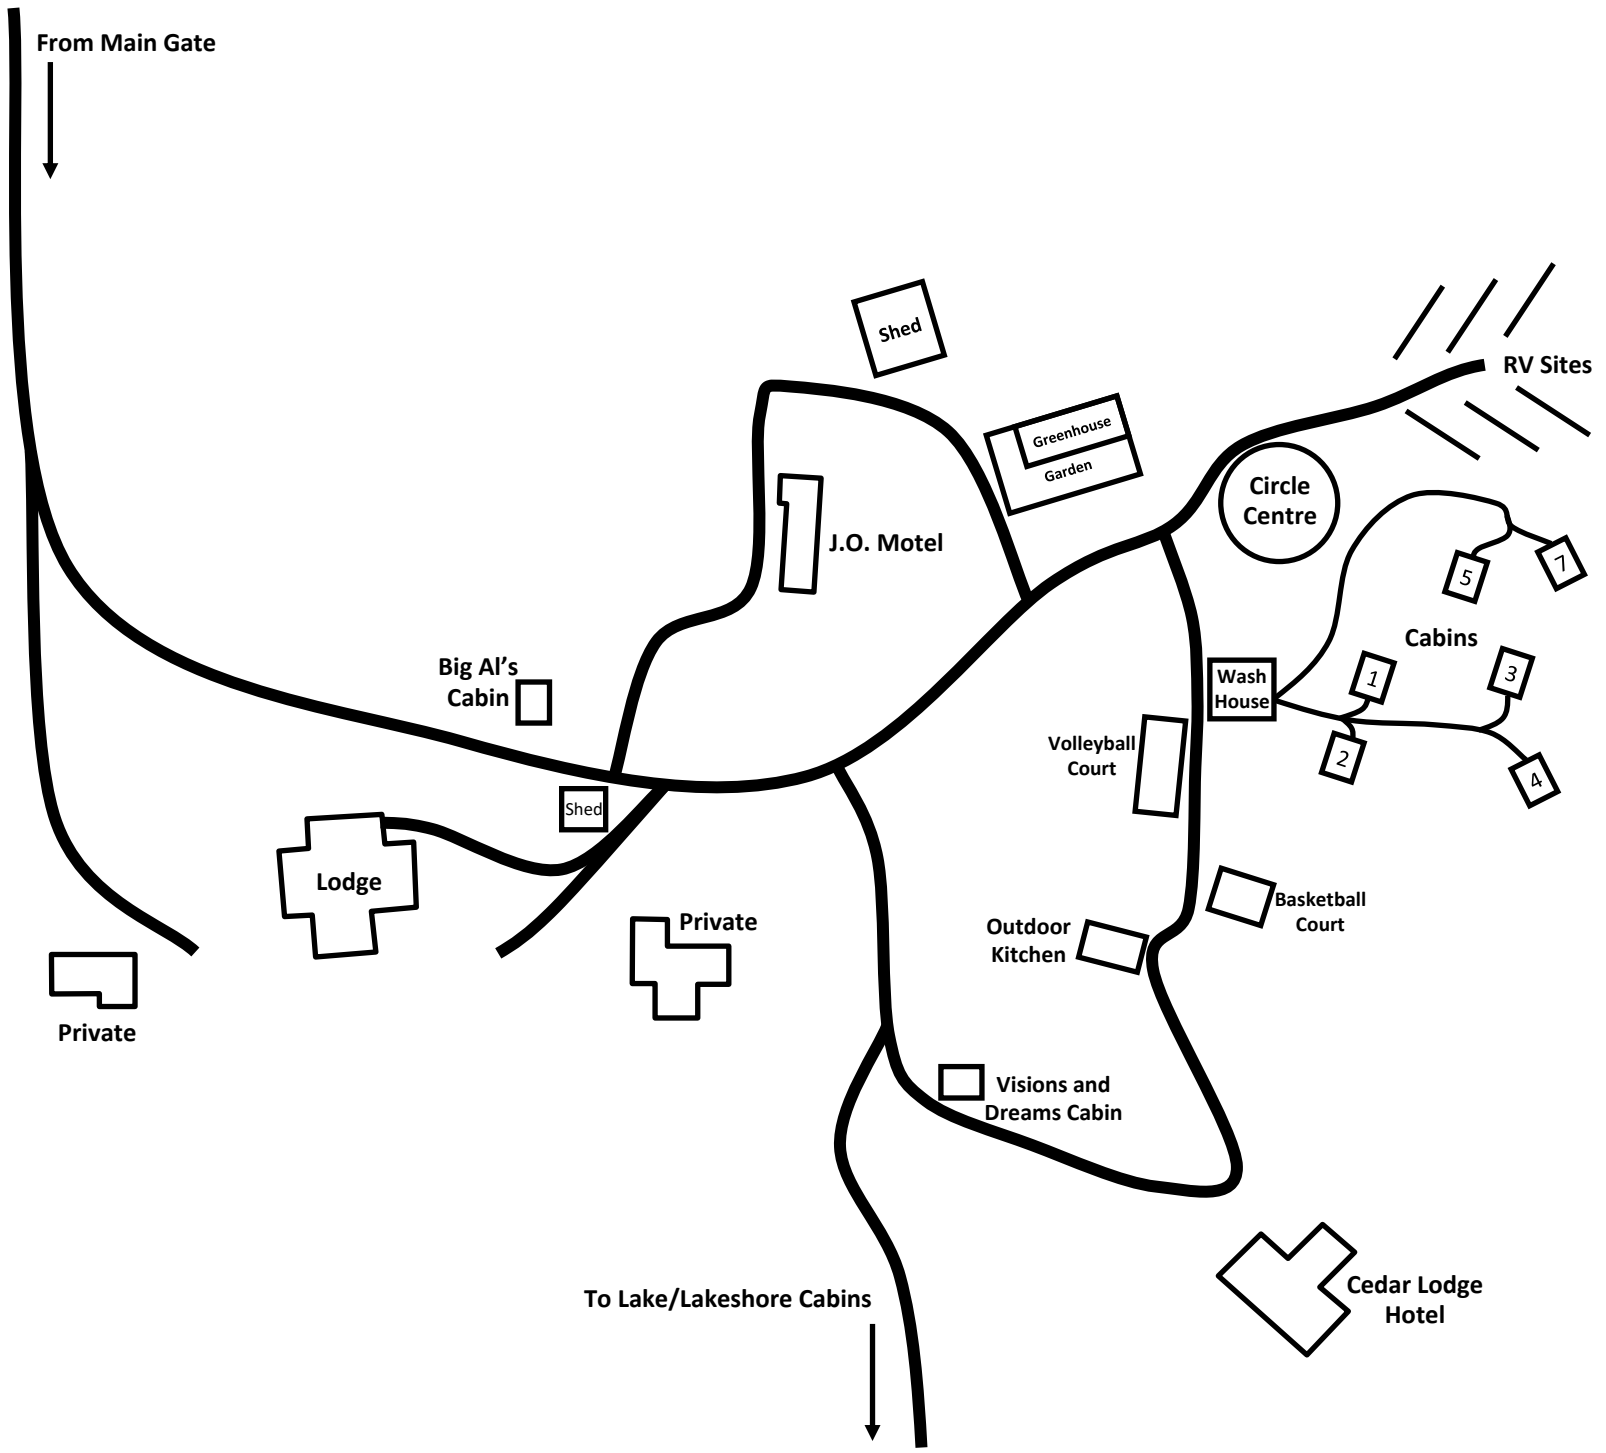 From Main Gate
Shed
RV Sites
Greenhouse
Garden
Circle
Centre
J.O. Motel
5
7
Cabins
Big Al's
Cabin
Wash
House
1
3
Volleyball
Court
2
4
Shed
Lodge
Private
Basketball
Court
Outdoor
Kitchen
Private
Visions and
Dreams Cabin
To Lake/Lakeshore Cabins
Cedar Lodge
Hotel